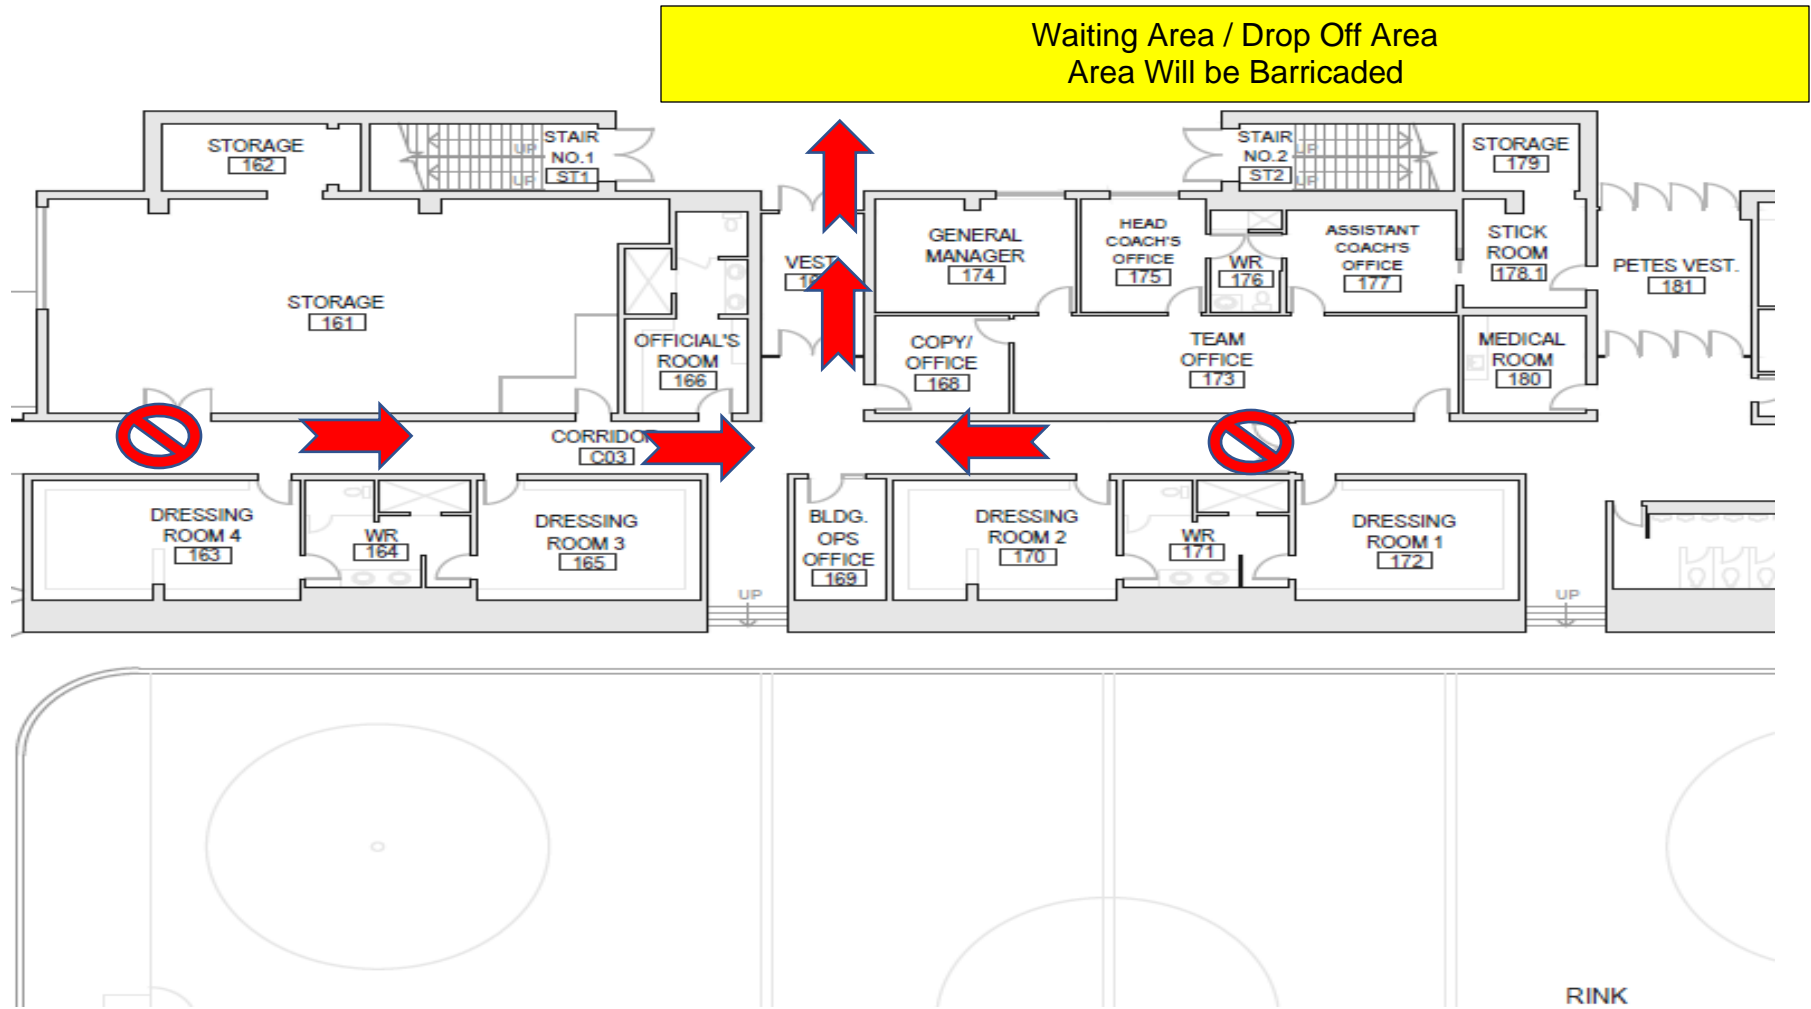 Waiting Area / Drop Off Area
Area Will be Barricaded
STORAGE
162
UP
UP
STAIR
NO.1
ST1
STAIR
NO.2
ST2
UP
UP
STORAGE
179
STORAGE
161
OFFICIAL'S
ROOM
166
VEST.
GENERAL
MANAGER
174
HEAD
COACH'S
OFFICE
175
WR
176
ASSISTANT
COACH'S
OFFICE
177
STICK
ROOM
178.1
PETES VEST.
181
COPY/
OFFICE
168
TEAM
OFFICE
173
MEDICAL
ROOM
180
CORRIDOR
C03
DRESSING
ROOM 4
163
WR
164
DRESSING
ROOM 3
165
UP
BLDG.
OPS
OFFICE
169
DRESSING
ROOM 2
170
WR
171
DRESSING
ROOM 1
172
UP
RINK